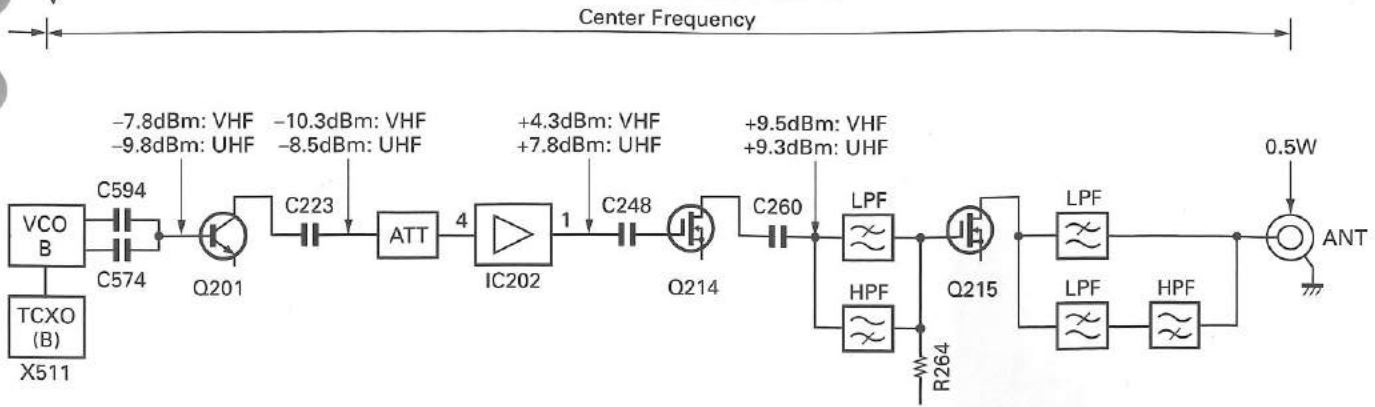 Center Frequency
–7.8dBm: VHF
–9.8dBm: UHF
–10.3dBm: VHF
–8.5dBm: UHF
+4.3dBm: VHF
+7.8dBm: UHF
+9.5dBm: VHF
+9.3dBm: UHF
0.5W
VCO
B
C594
C574
TCXO
(B)
X511
Q201
C223
ATT
4
IC202
1
C248
Q214
C260
LPF
HPF
R264
Q215
LPF
LPF
HPF
ANT